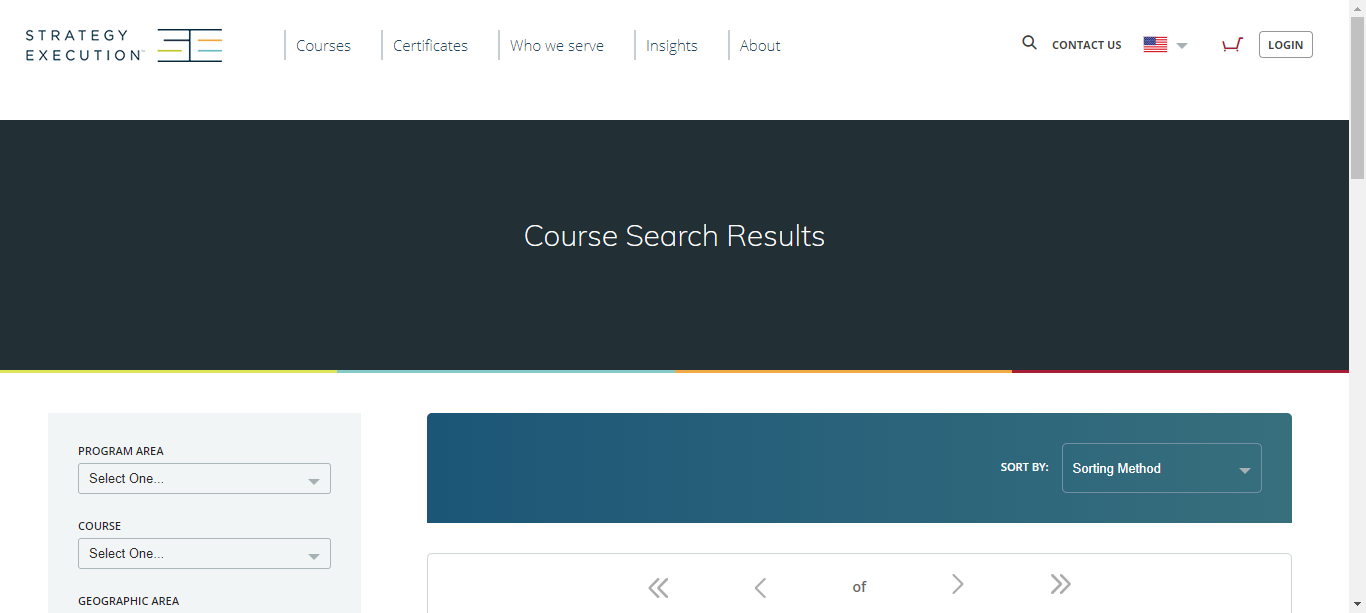 STRATEGY
EXECUTION™
Courses
Certificates
Who we serve
Insights
About
CONTACT US
LOGIN
Course Search Results
PROGRAM AREA
Select One...
COURSE
Select One...
GEOGRAPHIC AREA
SORT BY:
Sorting Method
of